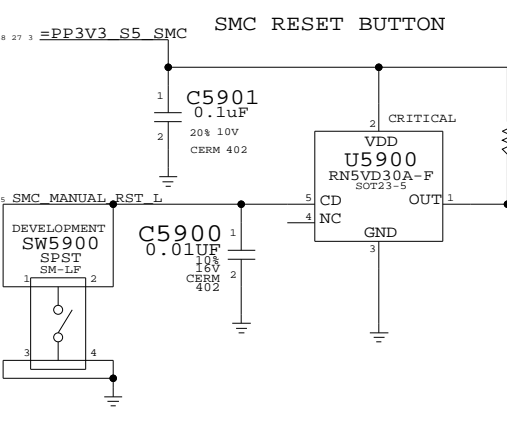 SMC RESET BUTTON
8 27 3 =PP3V3_S5_SMC
1
C5901
0.1uF
2
20% 10V
CERM 402
2
CRITICAL
VDD
U5900
RN5VD30A-F
SOT23-5
5 CD
OUT 1
4 NC
GND
3
5 SMC_MANUAL_RST_L
DEVELOPMENT
SW5900
SPST
SM-LF
1 2
3 4
C5900
1
0.01UF
10%
16V
2
CERM
402